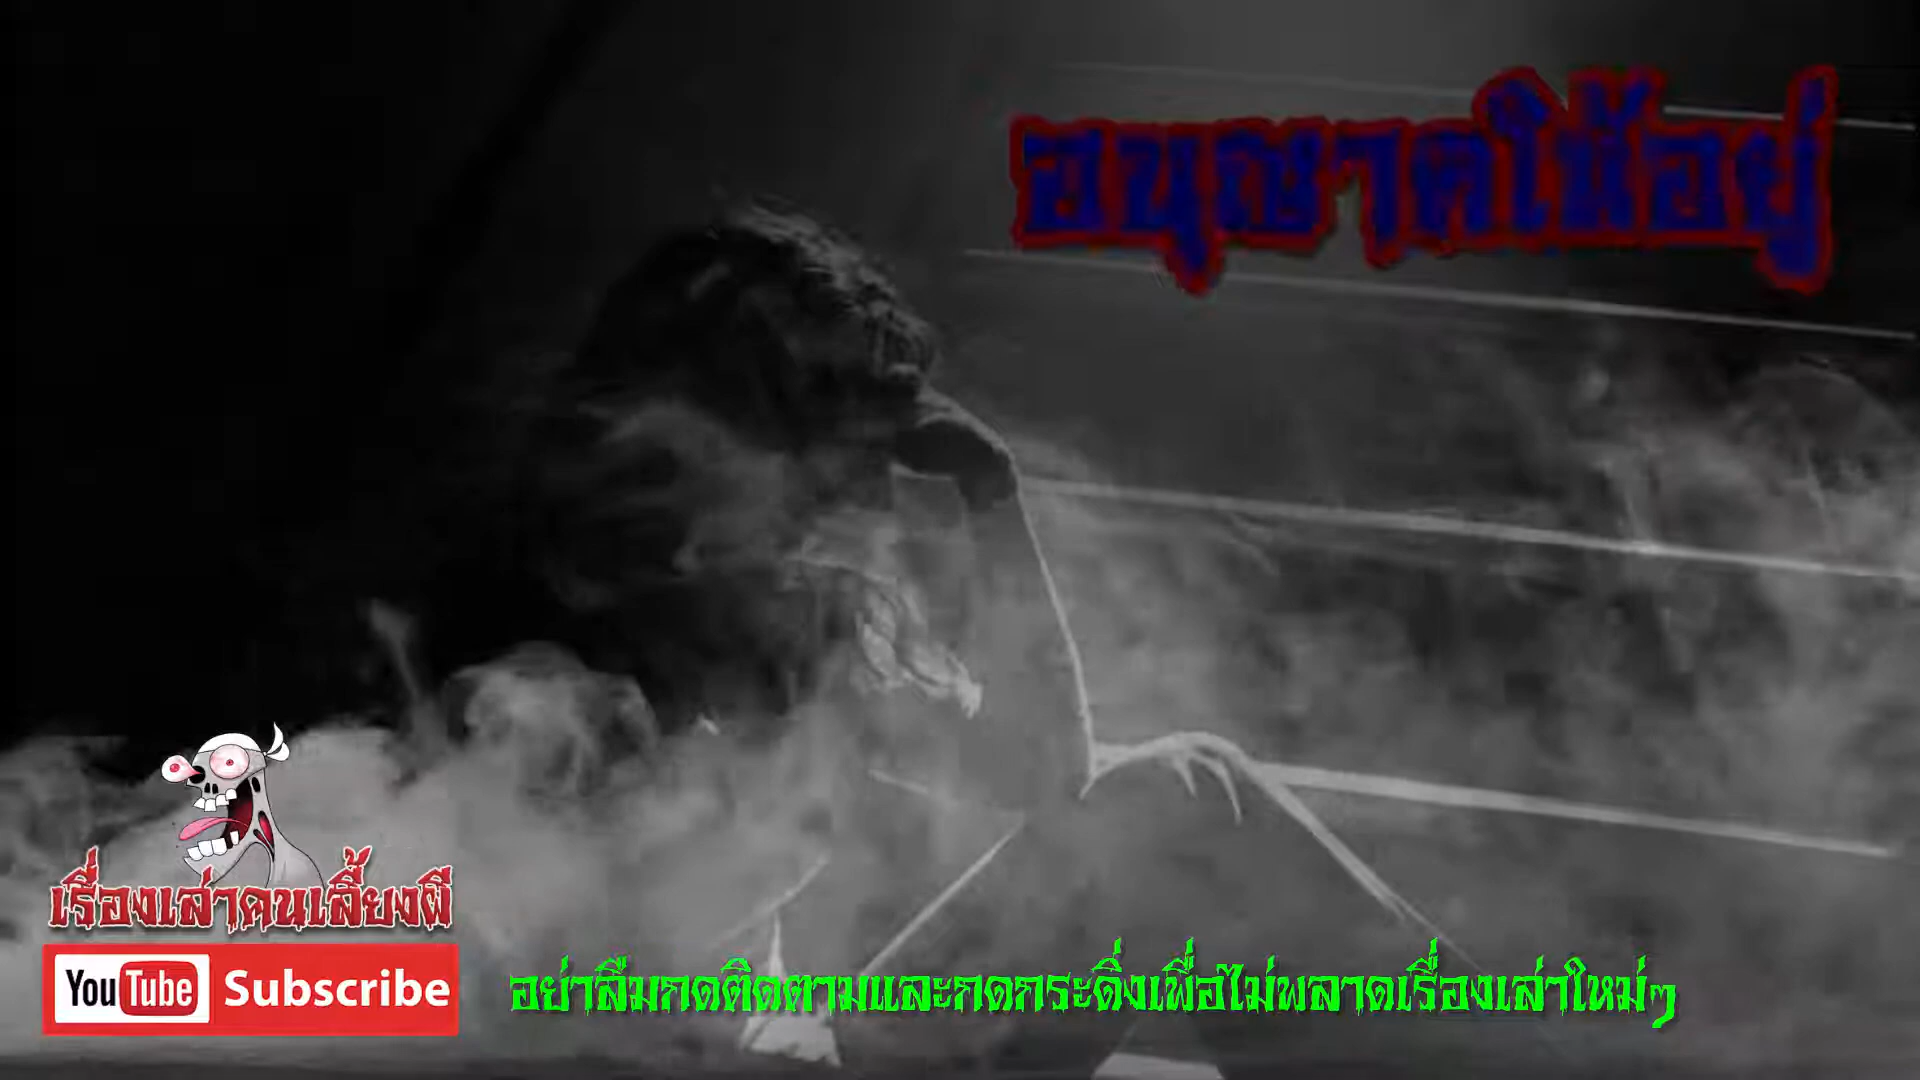 อนุญาตให้อยู่
เรื่องเล่าคนเลี้ยงผี
YouTube Subscribe
อย่าลืมกดติดตามและกดกระดิ่งเพื่อไม่พลาดเรื่องเล่าใหม่ๆ